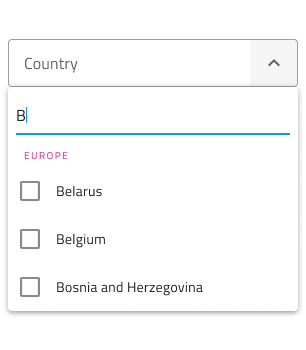 Country
B
EUROPE
Belarus
Belgium
Bosnia and Herzegovina